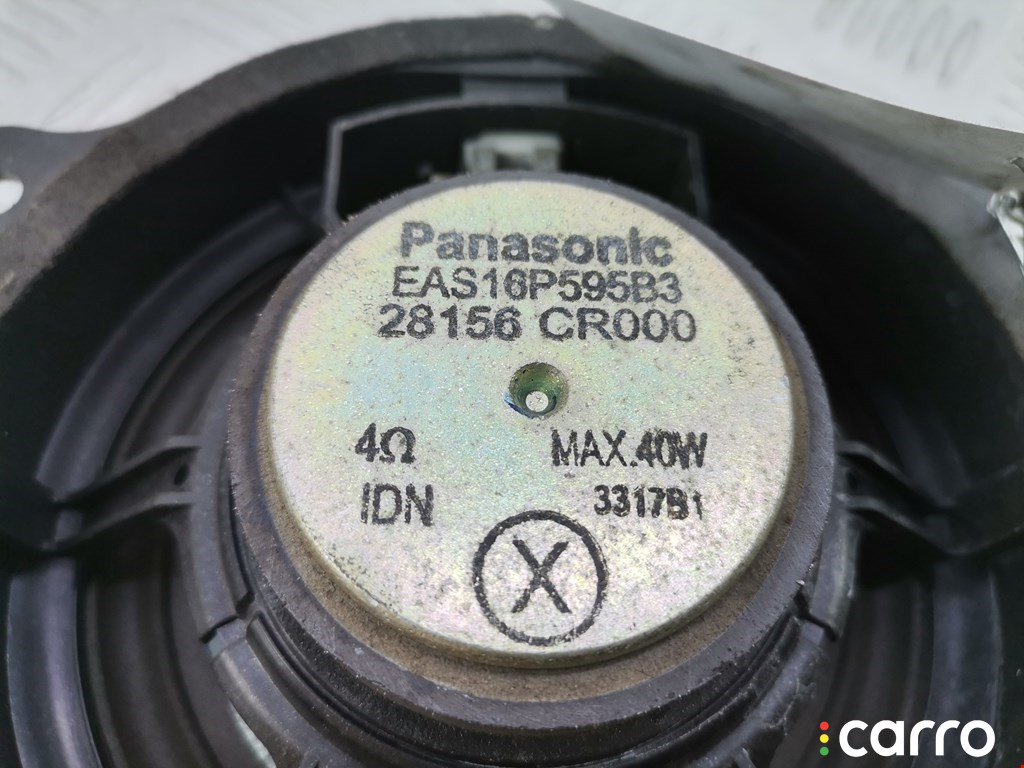 Panasonic
EAS16P595B3
28156 CR000
4Ω MAX.40W
IDN 3317B1
X
carro